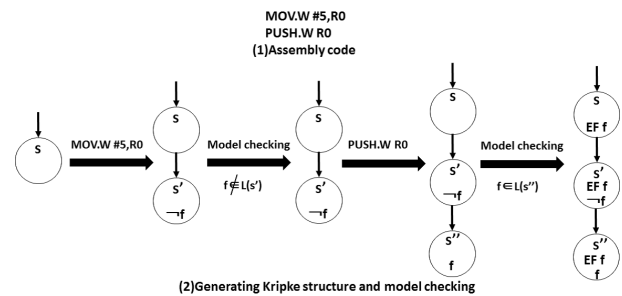 MOV.W #5,R0
PUSH.W R0
(1)Assembly code
S
MOV.W #5,R0
S
S'
¬f
Model checking
f∉L(s')
S
S'
¬f
PUSH.W R0
S
S'
¬f
S''
f
Model checking
f∈L(s'')
S
EF f
S'
EF f
¬f
S''
EF f
f
(2)Generating Kripke structure and model checking